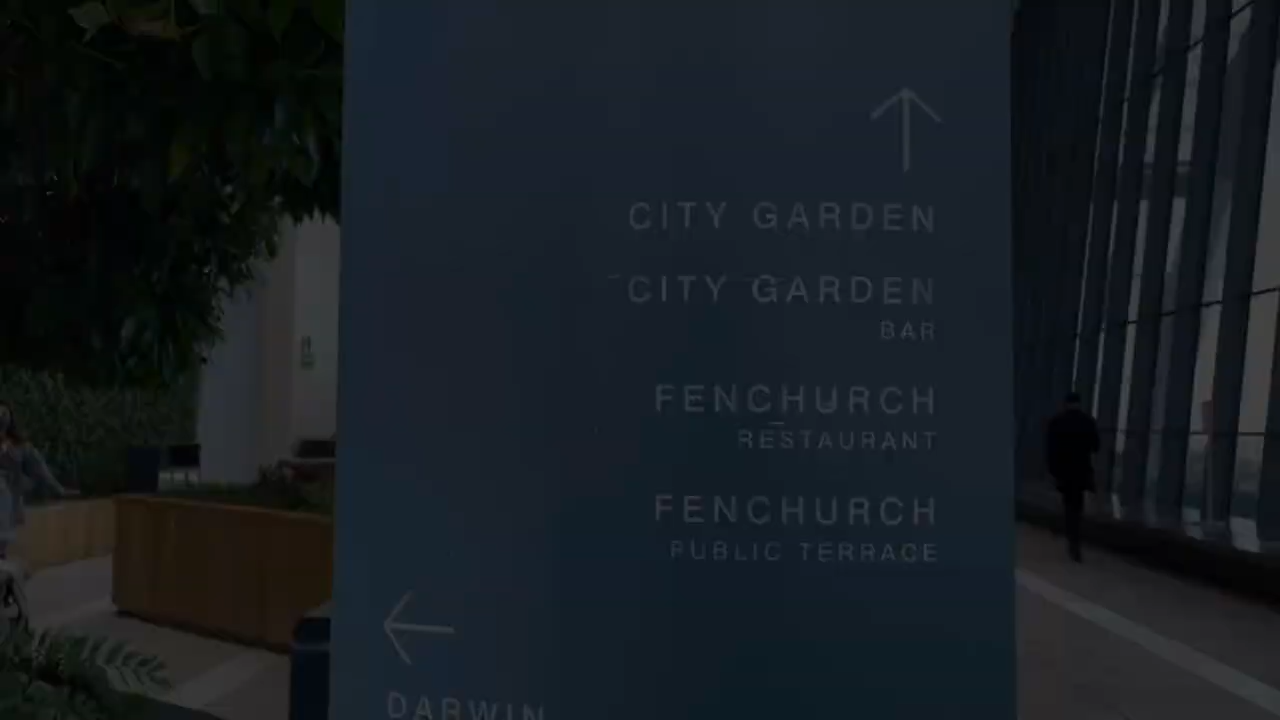 CITY GARDEN
CITY GARDEN
BAR
FENCHURCH
RESTAURANT
FENCHURCH
PUBLIC TERRACE
DARWIN